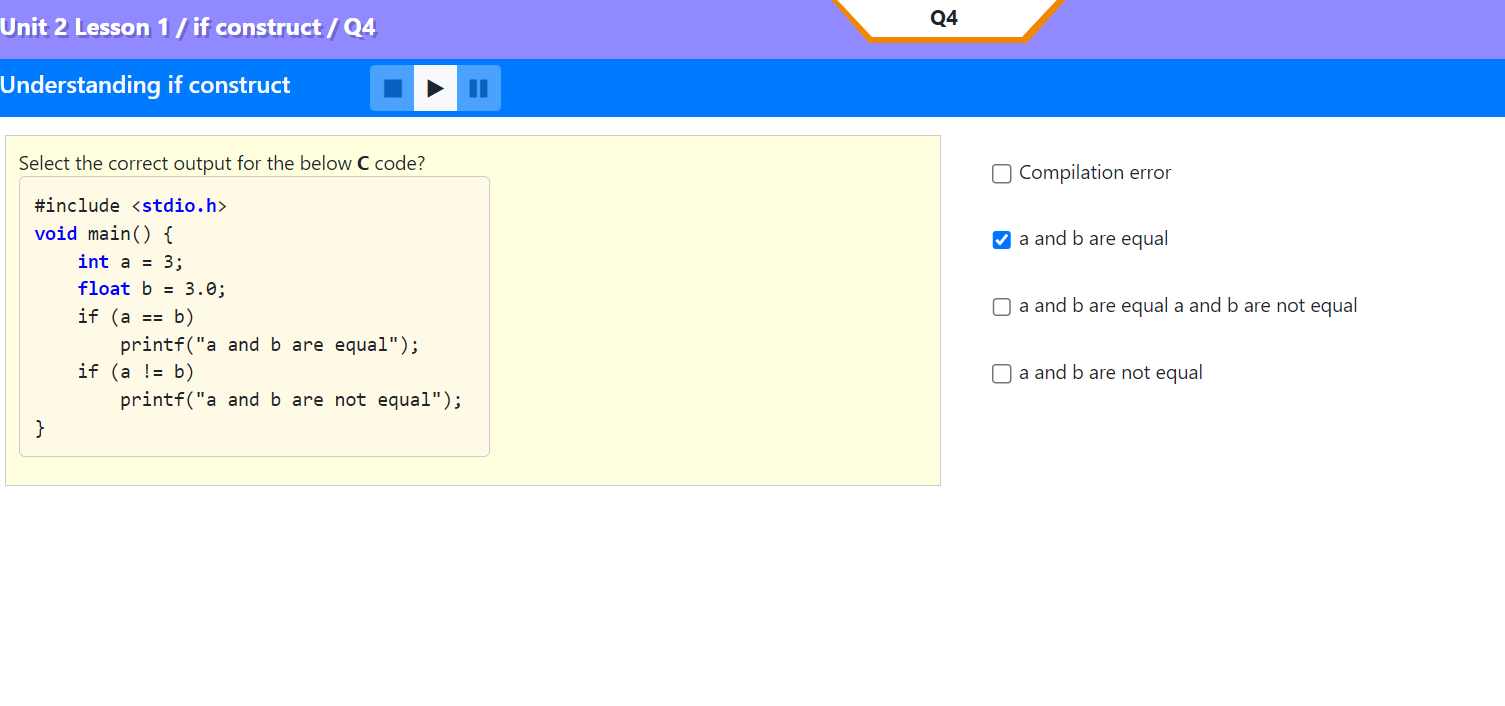 Unit 2 Lesson 1 / if construct / Q4
Q4
Understanding if construct
Select the correct output for the below C code?
#include <stdio.h>
void main() {
    int a = 3;
    float b = 3.0;
    if (a == b)
        printf("a and b are equal");
    if (a != b)
        printf("a and b are not equal");
}
Compilation error
a and b are equal
a and b are equal a and b are not equal
a and b are not equal